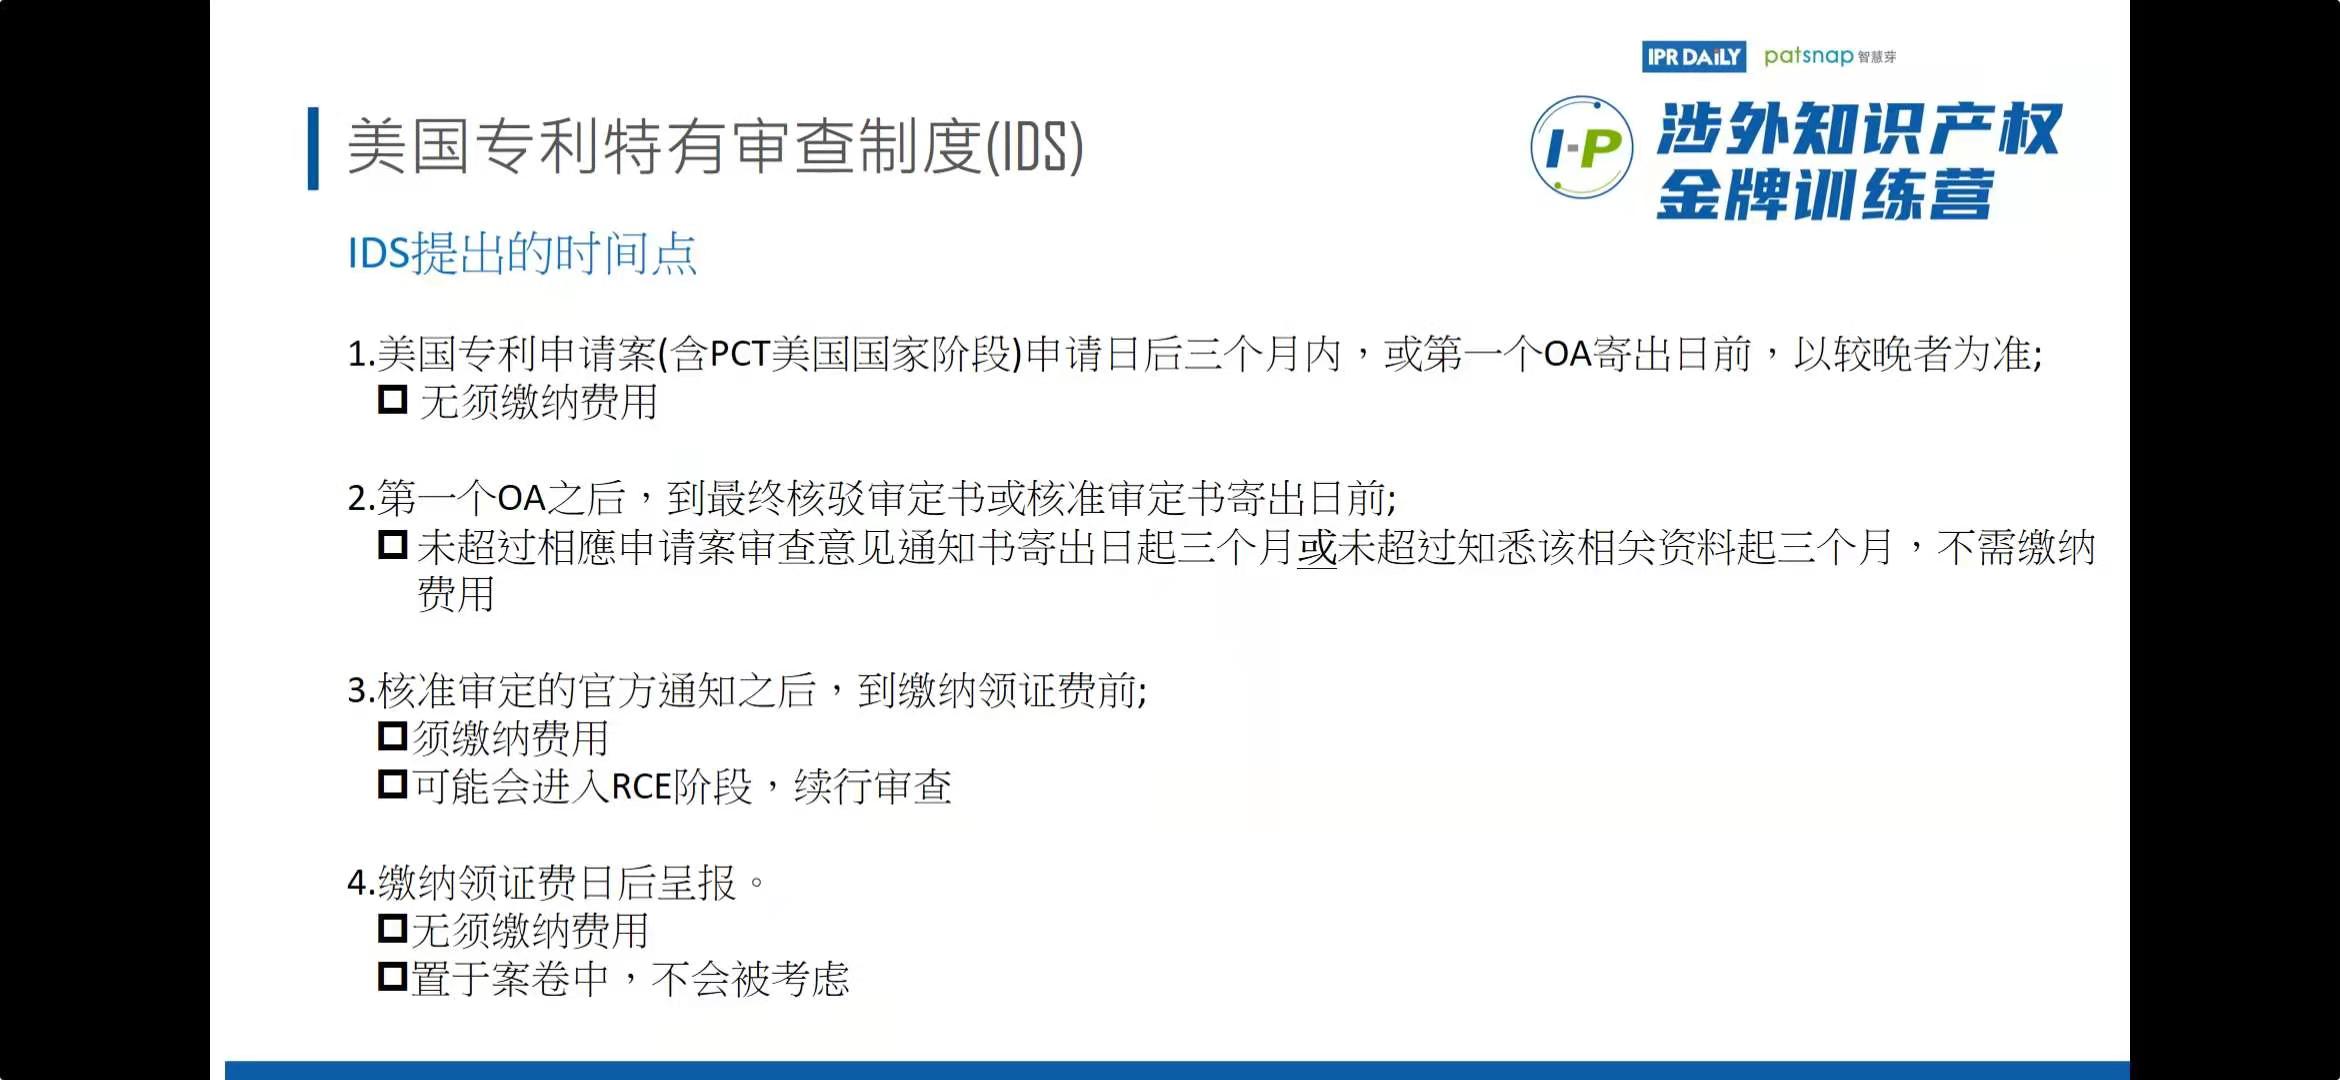 IPR DAILY patsnap 智慧芽
I-P 涉外知识产权
金牌训练营
美国专利特有审查制度(IDS)
IDS提出的时间点
1.美国专利申请案(含PCT美国国家阶段)申请日后三个月内，或第一个OA寄出日前，以较晚者为准;
无须缴纳费用
2.第一个OA之后，到最终核驳审定书或核准审定书寄出日前;
未超过相應申请案审查意见通知书寄出日起三个月或未超过知悉该相关资料起三个月，不需缴纳
费用
3.核准审定的官方通知之后，到缴纳领证费前;
须缴纳费用
可能会进入RCE阶段，续行审查
4.缴纳领证费日后呈报。
无须缴纳费用
置于案卷中，不会被考虑